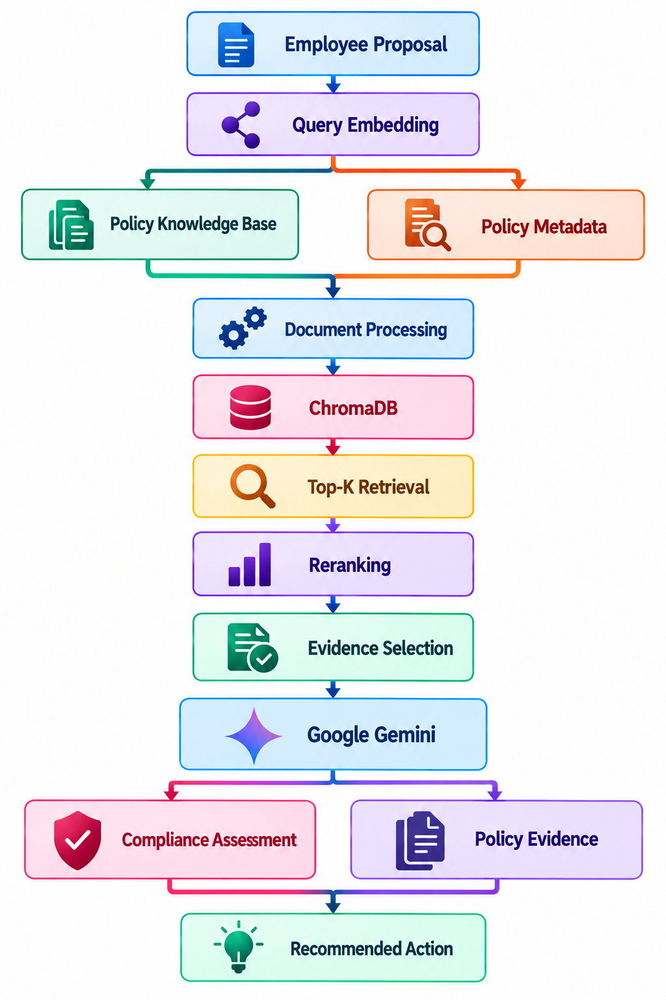 Employee Proposal
Query Embedding
Policy Knowledge Base
Policy Metadata
Document Processing
ChromaDB
Top-K Retrieval
Reranking
Evidence Selection
Google Gemini
Compliance Assessment
Policy Evidence
Recommended Action